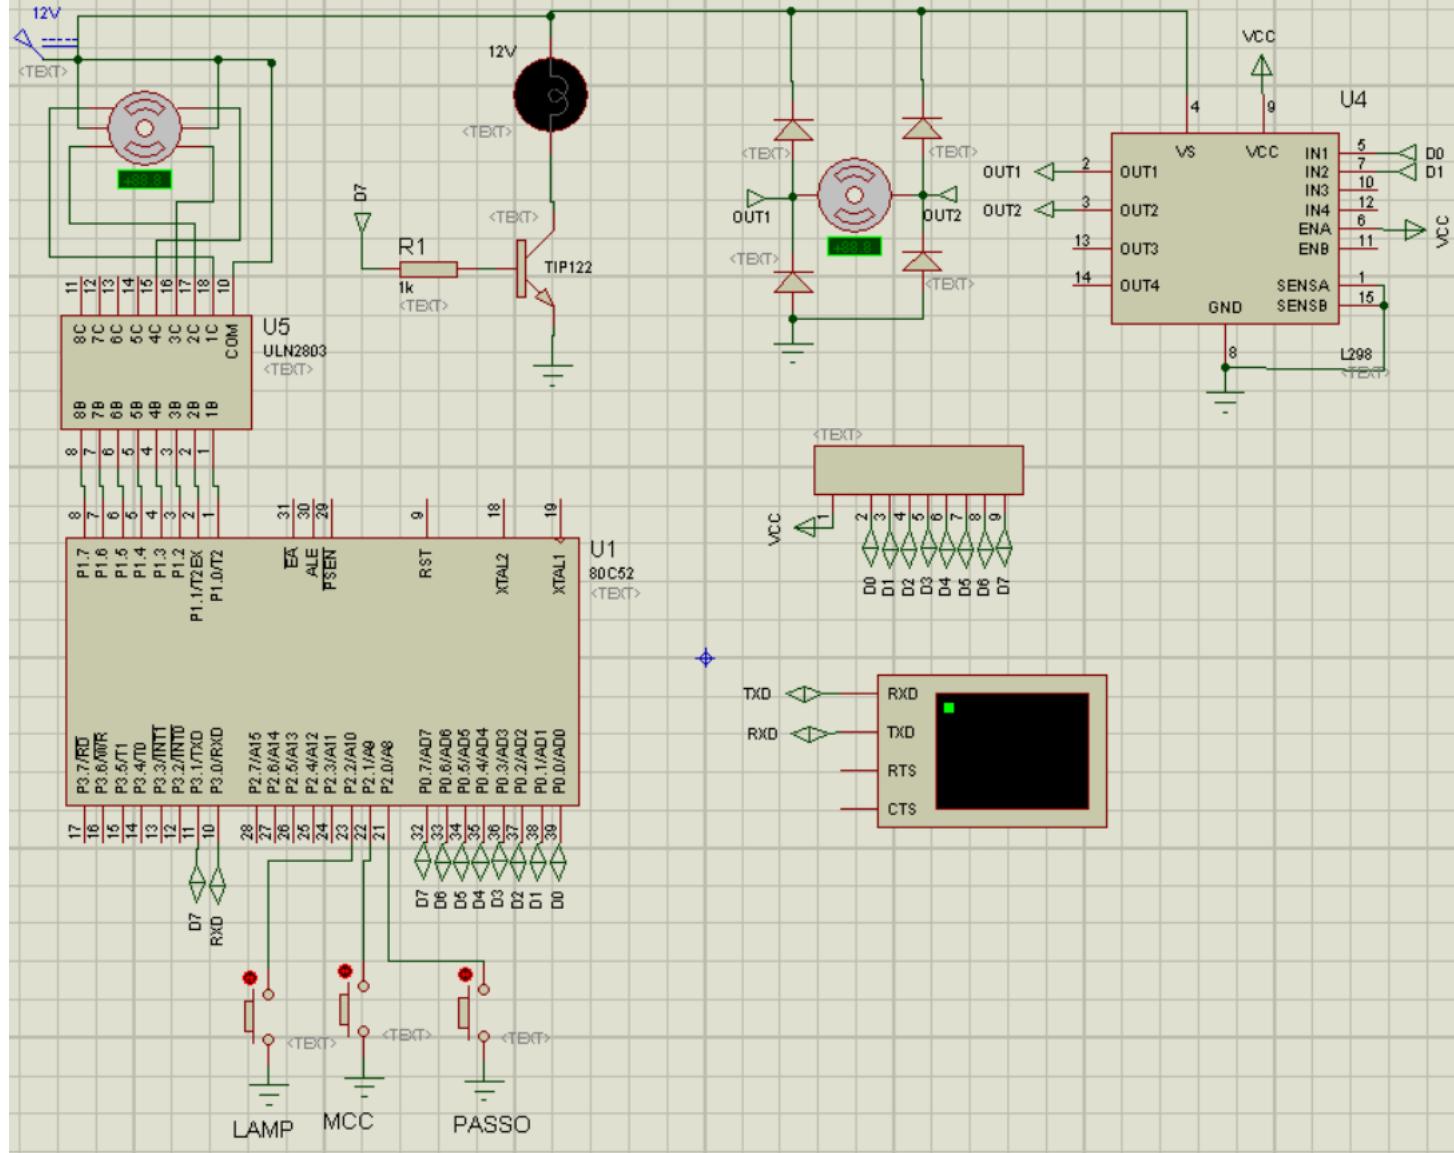 12V
<TEXT>
+88.8
11 12 13 14 15 16 17 18 10
8C 7C 6C 5C 4C 3C 2C 1C COM
U5
ULN2803
<TEXT>
8B 7B 6B 5B 4B 3B 2B 1B
8 7 6 5 4 3 2 1
12V
<TEXT>
D7
R1
1k
<TEXT>
<TEXT>
TIP122
<TEXT>
<TEXT>
OUT1
OUT2
+88.8
<TEXT>
<TEXT>
VCC
4
9
U4
VS
VCC
OUT1 2 OUT1
OUT2 3 OUT2
13 OUT3
14 OUT4
IN1 5 D0
IN2 7 D1
IN3 10
IN4 12
ENA 6 VCC
ENB 11
SENSA 1
SENSB 15
GND
8
L298
<TEXT>
<TEXT>
VCC
1 2 3 4 5 6 7 8 9
D0 D1 D2 D3 D4 D5 D6 D7
8 7 6 5 4 3 2 1 31 30 29 9 18 19
P1.7 P1.6 P1.5 P1.4 P1.3 P1.2 P1.1/T2EX P1.0/T2 EA ALE PSEN RST XTAL2 XTAL1
U1
80C52
<TEXT>
P3.7/RD P3.6/WR P3.5/T1 P3.4/T0 P3.3/INT1 P3.2/INT0 P3.1/TXD P3.0/RXD P2.7/A15 P2.6/A14 P2.5/A13 P2.4/A12 P2.3/A11 P2.2/A10 P2.1/A9 P2.0/A8 P0.7/AD7 P0.6/AD6 P0.5/AD5 P0.4/AD4 P0.3/AD3 P0.2/AD2 P0.1/AD1 P0.0/AD0
17 16 15 14 13 12 11 10 28 27 26 25 24 23 22 21 32 33 34 35 36 37 38 39
D7 RXD
D7 D6 D5 D4 D3 D2 D1 D0
TXD RXD
RXD TXD
RTS
CTS
<TEXT>
<TEXT>
<TEXT>
LAMP
MCC
PASSO